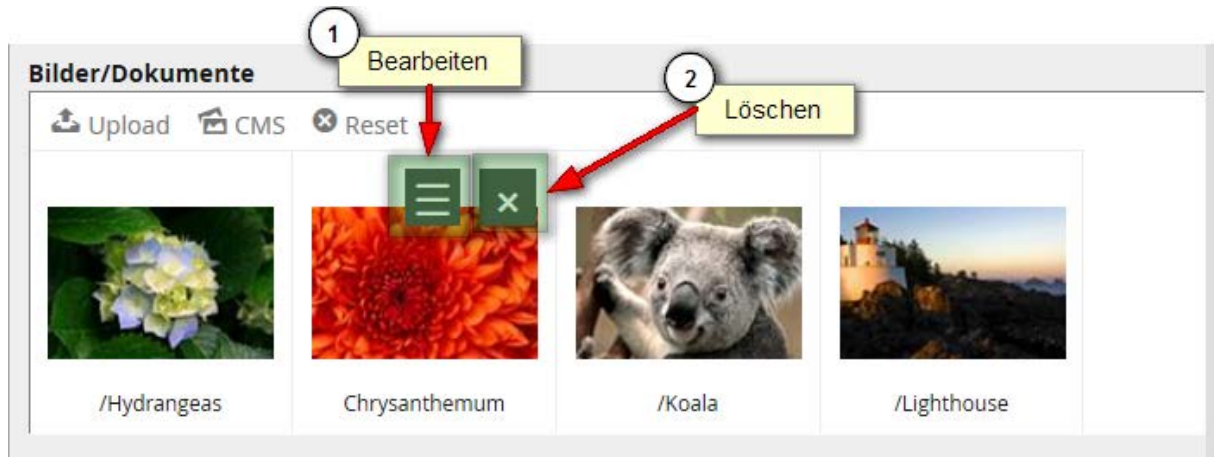 1
Bearbeiten
2
Löschen
Bilder/Dokumente
Upload CMS Reset
/Hydrangeas Chrysanthemum /Koala /Lighthouse